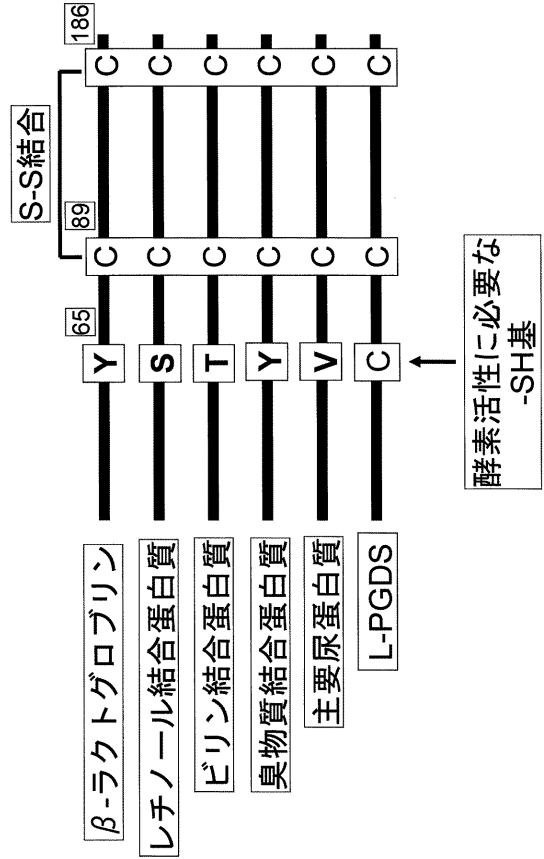 S-S結合
65 89 186
β-ラクトグロブリン Y C C
レチノール結合蛋白質 S C C
ビリン結合蛋白質 T C C
臭物質結合蛋白質 Y C C
主要尿蛋白質 V C C
L-PGDS C C C
酵素活性に必要な
-SH基